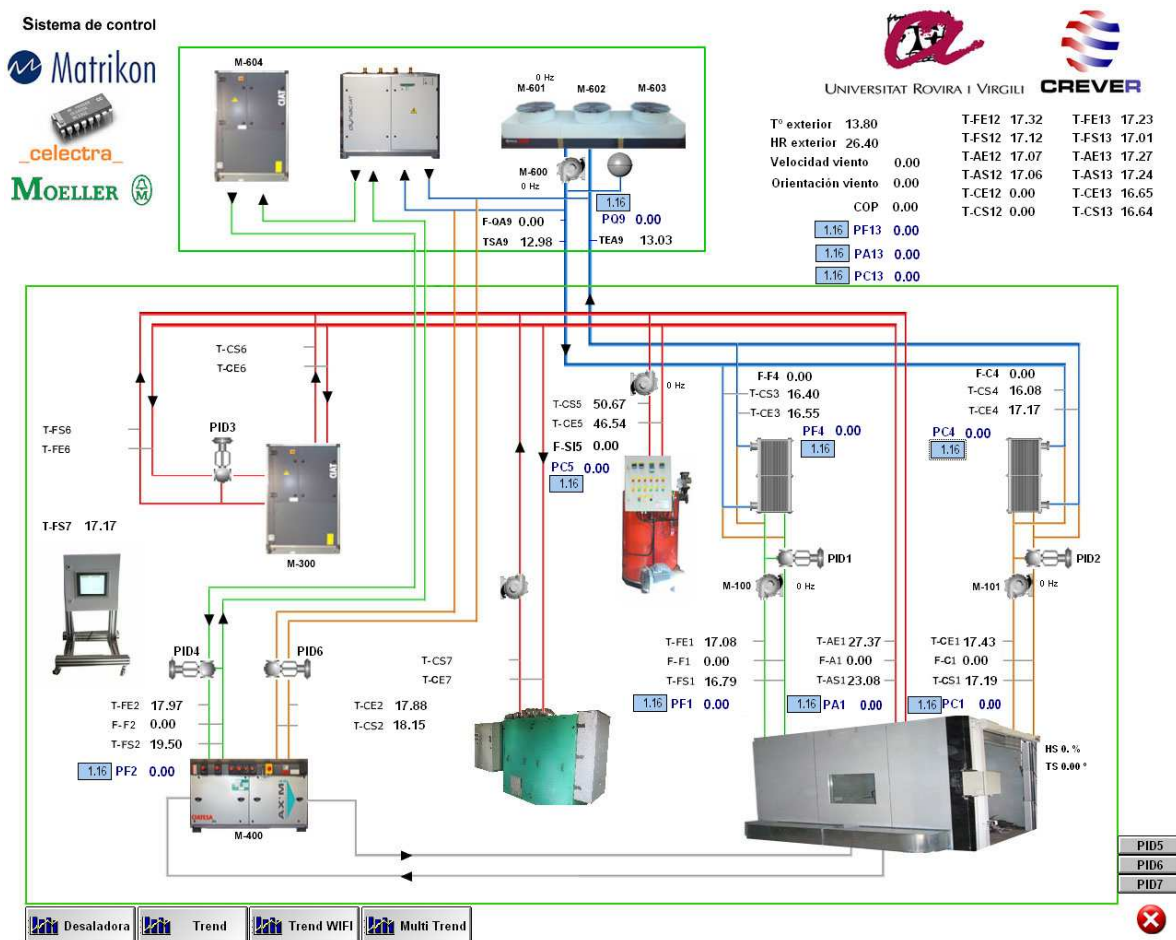 Sistema de control
Matrikon
_celectra_
MOELLER
M-604
0 Hz
M-601 M-602 M-603
M-600
0 Hz
1.16
F-QA9 0.00
PQ9 0.00
TSA9 12.98
TEA9 13.03
UNIVERSITAT ROVIRA I VIRGILI
CREVER
Tº exterior 13.80
HR exterior 26.40
Velocidad viento 0.00
Orientación viento 0.00
COP 0.00
1.16 PF13 0.00
1.16 PA13 0.00
1.16 PC13 0.00
T-FE12 17.32
T-FS12 17.12
T-AE12 17.07
T-AS12 17.06
T-CE12 0.00
T-CS12 0.00
T-FE13 17.23
T-FS13 17.01
T-AE13 17.27
T-AS13 17.24
T-CE13 16.65
T-CS13 16.64
T-CS6
T-CE6
T-FS6
T-FE6
PID3
CIAT
M-300
T-FS7 17.17
0 Hz
T-CS5 50.67
T-CE5 46.54
F-SI5 0.00
PC5 0.00
1.16
F-F4 0.00
T-CS3 16.40
T-CE3 16.55
PF4 0.00
1.16
F-C4 0.00
T-CS4 16.08
T-CE4 17.17
PC4 0.00
1.16
PID1
M-100 0 Hz
PID2
M-101 0 Hz
PID4
PID6
T-FE2 17.97
F-F2 0.00
T-FS2 19.50
1.16 PF2 0.00
T-CE2 17.88
T-CS2 18.15
T-CS7
T-CE7
T-FE1 17.08
F-F1 0.00
T-FS1 16.79
1.16 PF1 0.00
T-AE1 27.37
F-A1 0.00
T-AS1 23.08
1.16 PA1 0.00
T-CE1 17.43
F-C1 0.00
T-CS1 17.19
1.16 PC1 0.00
HS 0. %
TS 0.00 º
CIATESA
M-400
PID5
PID6
PID7
Desaladora
Trend
Trend WIFI
Multi Trend